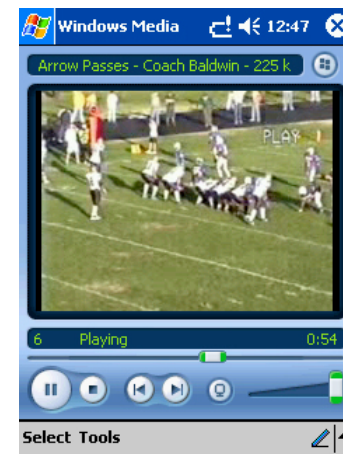 Windows Media 12:47
Arrow Passes - Coach Baldwin - 225 k
PLAY
6 Playing 0:54
Select Tools